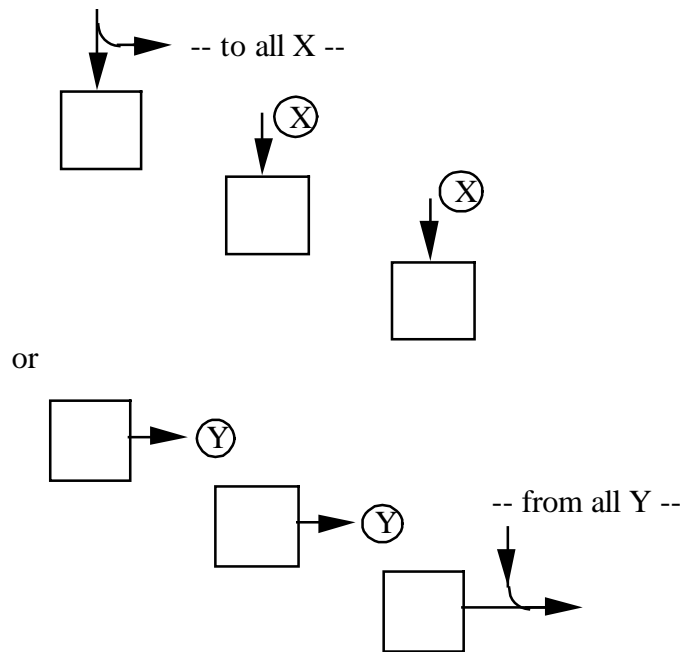 -- to all X --
X
X
or
Y
Y
-- from all Y --